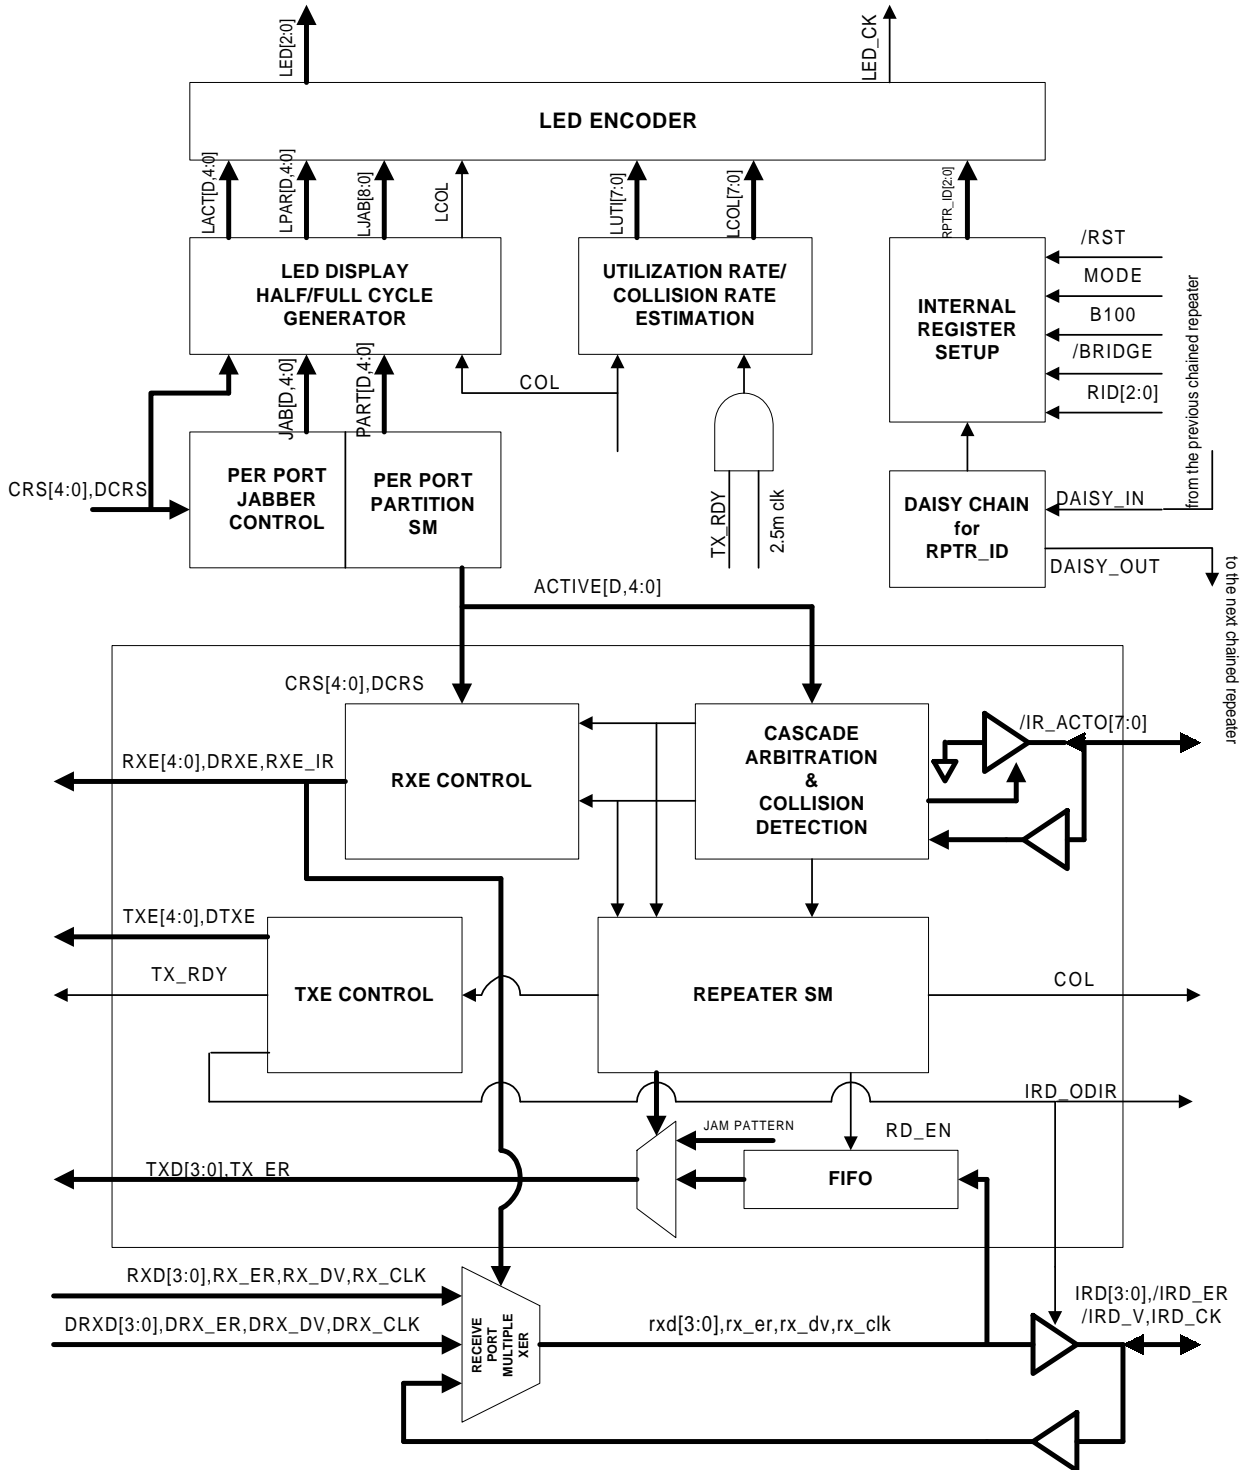 LED[2:0]
LED_CK
LED ENCODER
LACT[D,4:0]
LPAR[D,4:0]
LJAB[8:0]
LCOL
LUTI[7:0]
LCOL[7:0]
RPTR_ID[2:0]
LED DISPLAY
HALF/FULL CYCLE
GENERATOR
UTILIZATION RATE/
COLLISION RATE
ESTIMATION
INTERNAL
REGISTER
SETUP
/RST
MODE
B100
/BRIDGE
RID[2:0]
from the previous chained repeater
JAB[D,4:0]
PART[D,4:0]
COL
CRS[4:0],DCRS
PER PORT
JABBER
CONTROL
PER PORT
PARTITION
SM
TX_RDY
2.5m clk
DAISY CHAIN
for
RPTR_ID
DAISY_IN
DAISY_OUT
to the next chained repeater
ACTIVE[D,4:0]
CRS[4:0],DCRS
RXE[4:0],DRXE,RXE_IR
RXE CONTROL
CASCADE
ARBITRATION
&
COLLISION
DETECTION
/IR_ACTO[7:0]
TXE[4:0],DTXE
TX_RDY
TXE CONTROL
REPEATER SM
COL
IRD_ODIR
JAM PATTERN
RD_EN
TXD[3:0],TX_ER
FIFO
RXD[3:0],RX_ER,RX_DV,RX_CLK
DRXD[3:0],DRX_ER,DRX_DV,DRX_CLK
RECEIVE
PORT
MULTIPLE
XER
rxd[3:0],rx_er,rx_dv,rx_clk
IRD[3:0],/IRD_ER
/IRD_V,IRD_CK